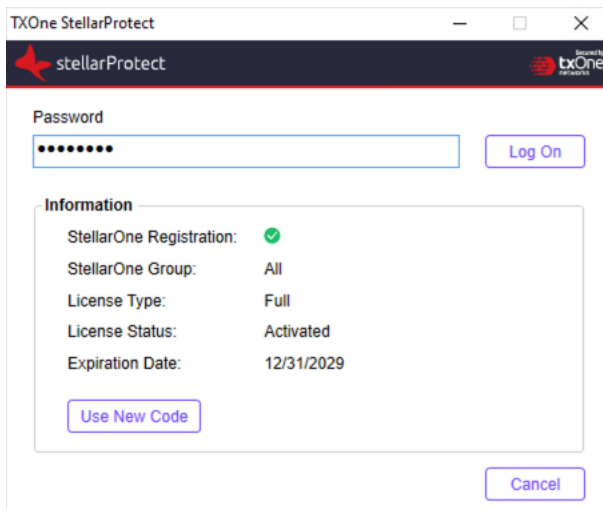 TXOne StellarProtect
stellarProtect
Secured by
txOne
networks
Password
••••••••
Log On
Information
StellarOne Registration:
StellarOne Group: All
License Type: Full
License Status: Activated
Expiration Date: 12/31/2029
Use New Code
Cancel